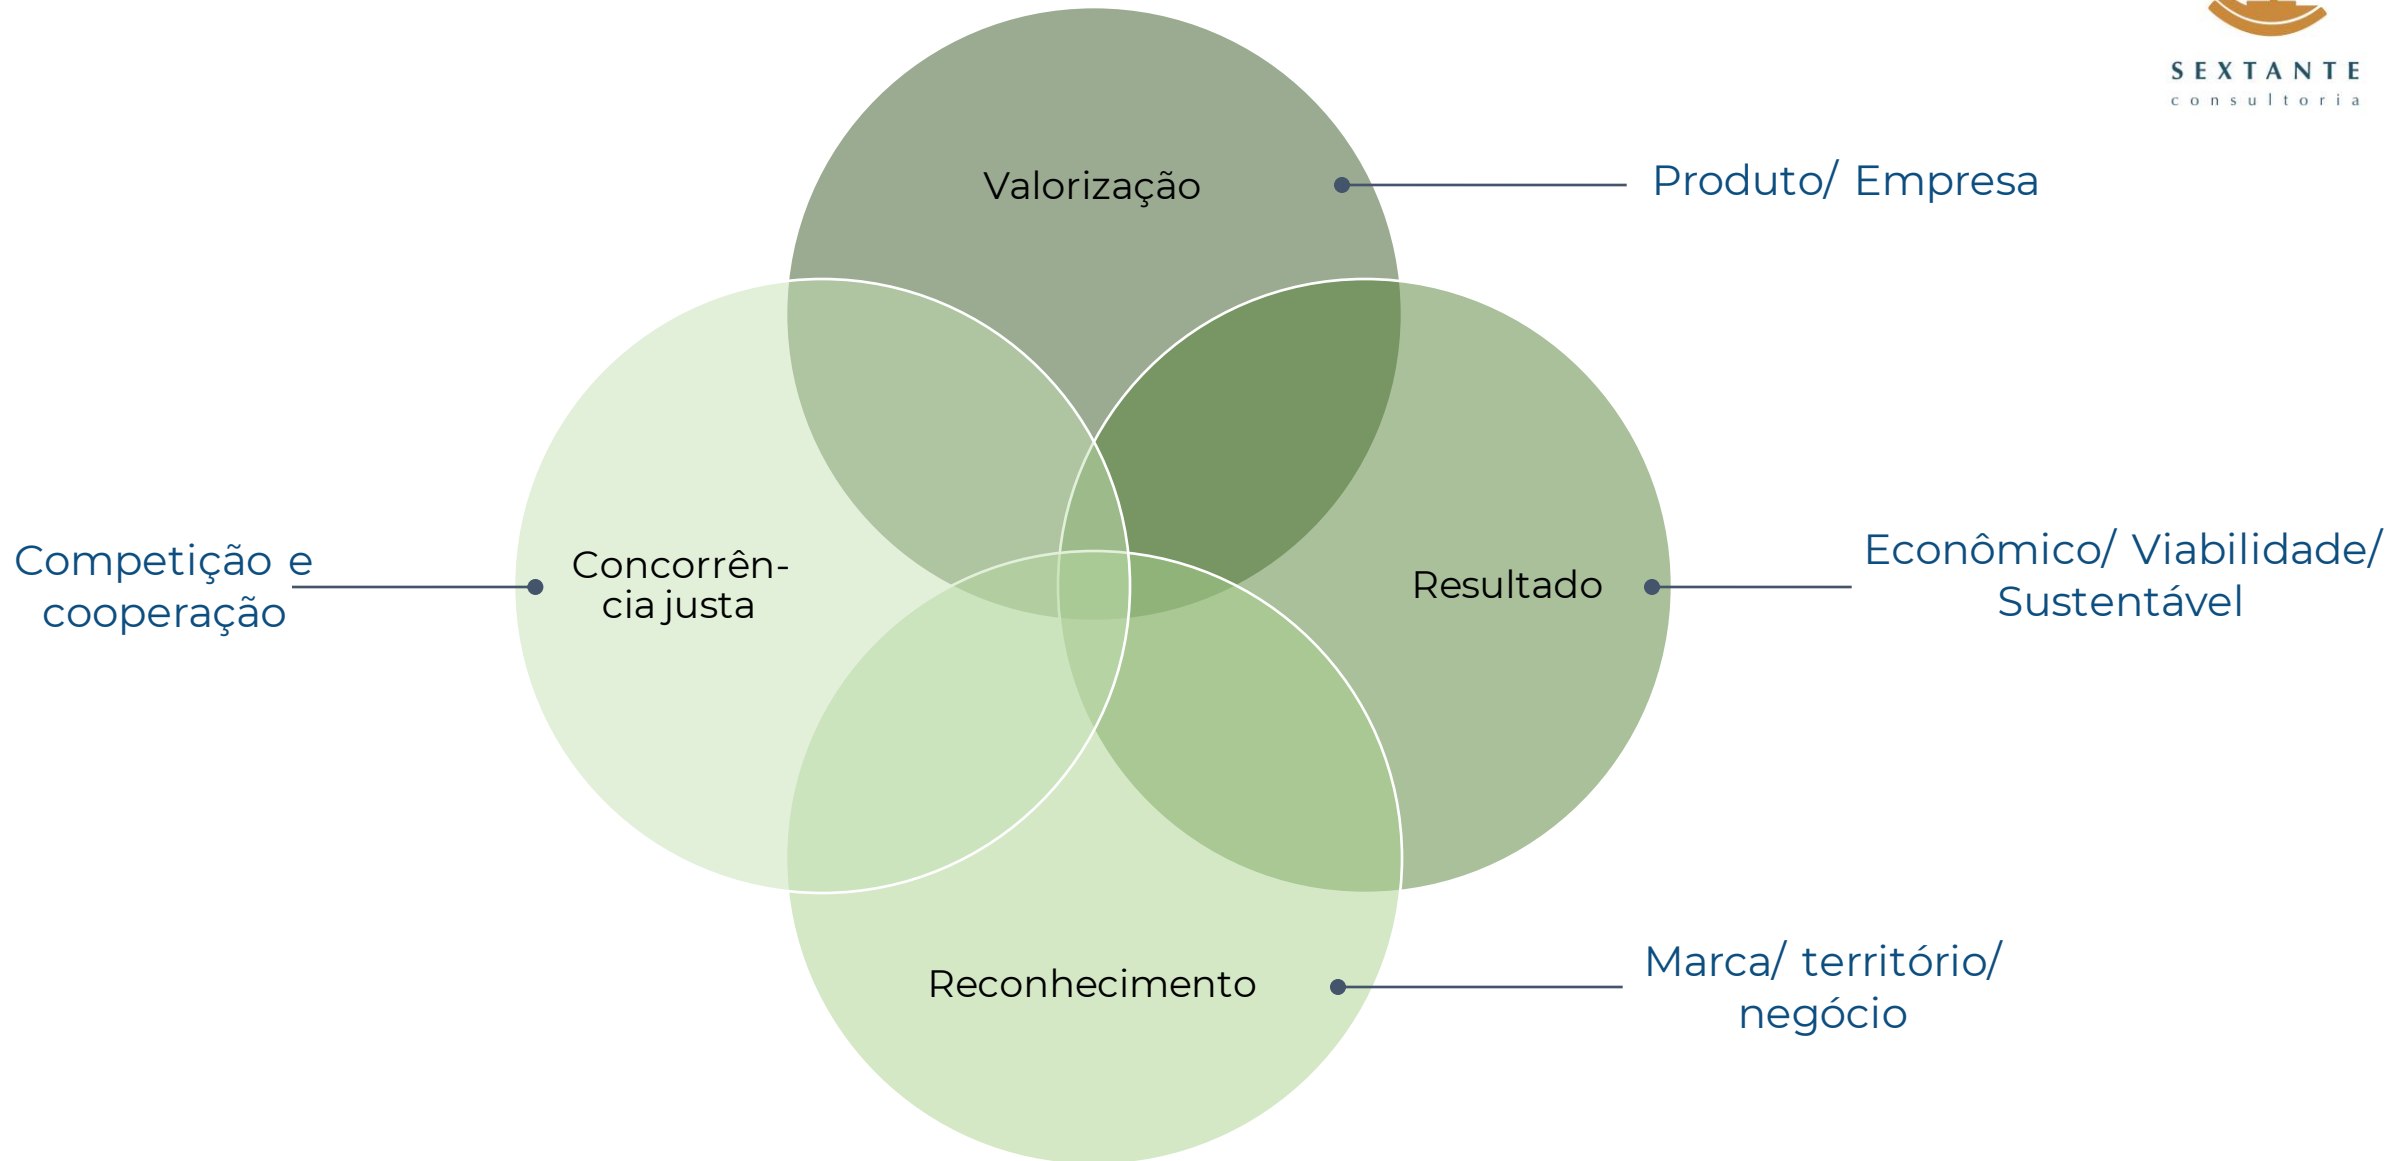 SEXTANTE
consultoria
Valorização
Produto/ Empresa
Competição e
cooperação
Concorrên-
cia justa
Resultado
Econômico/ Viabilidade/
Sustentável
Reconhecimento
Marca/ território/
negócio